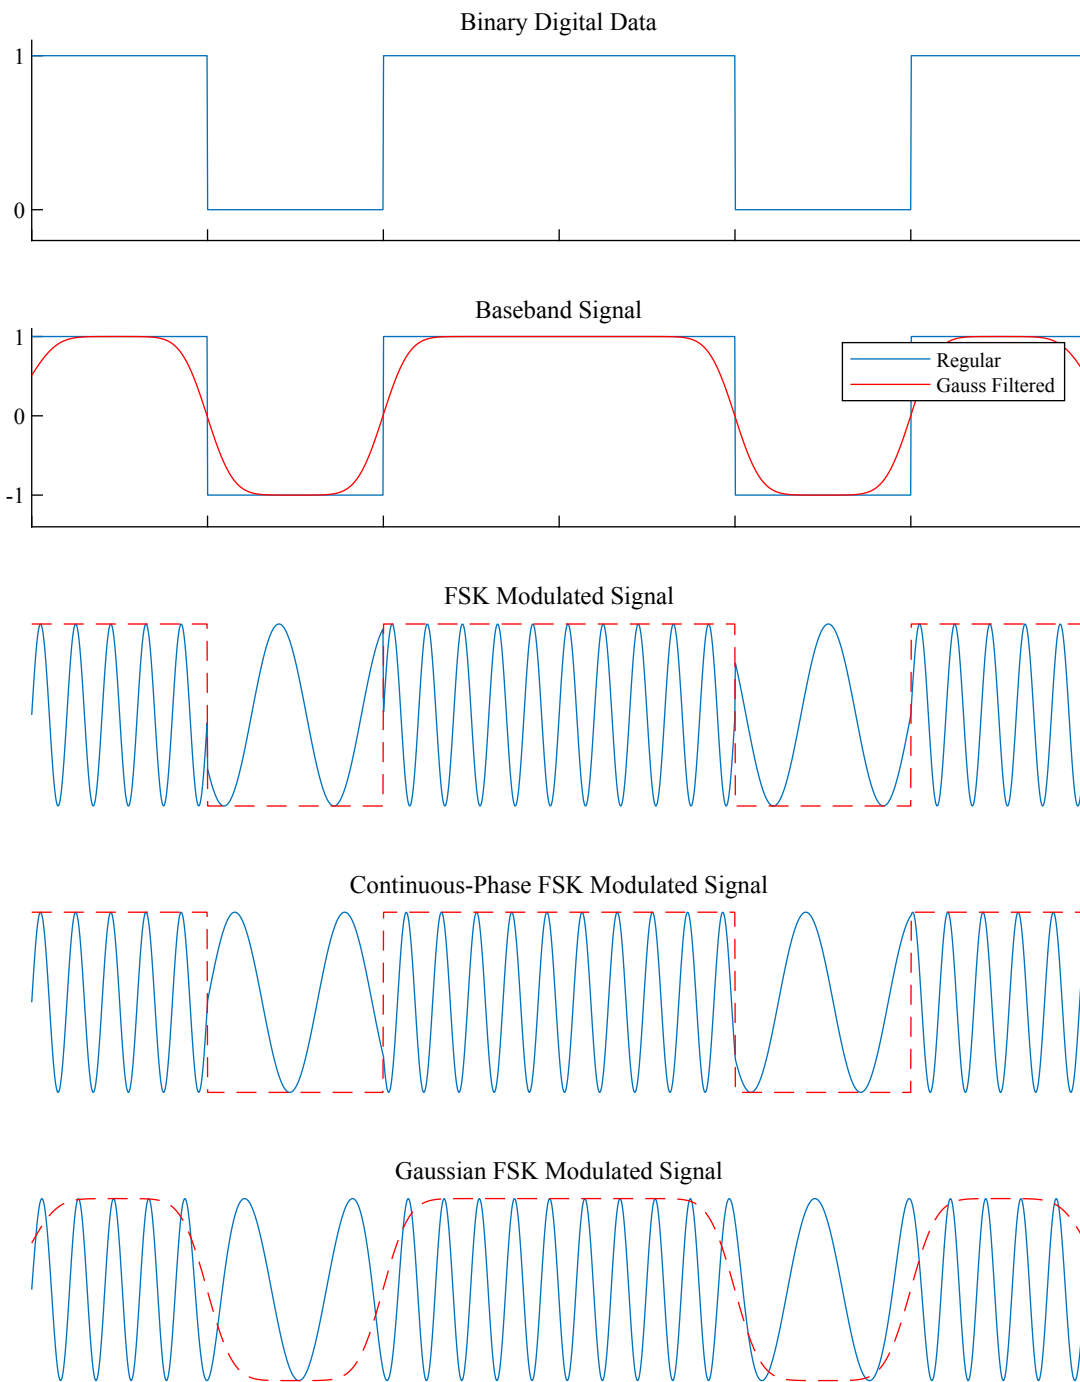 Binary Digital Data
1
0
Baseband Signal
1
0
-1
Regular
Gauss Filtered
FSK Modulated Signal
Continuous-Phase FSK Modulated Signal
Gaussian FSK Modulated Signal